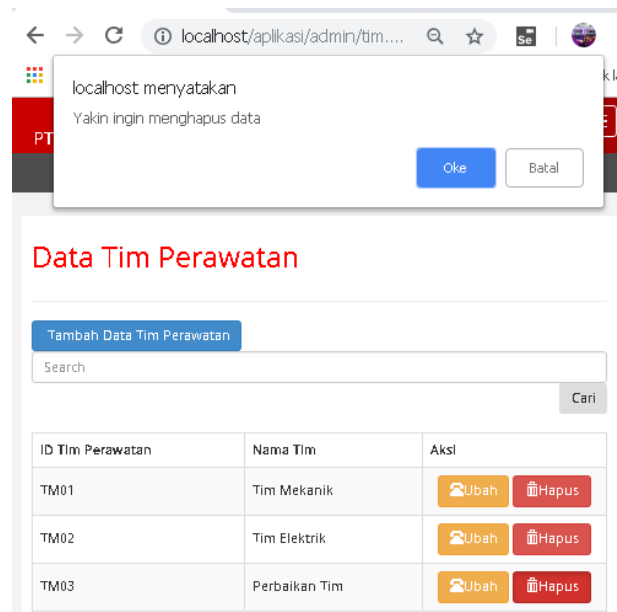 localhost/aplikasi/admin/tim....
Se
localhost menyatakan
Yakin ingin menghapus data
Oke Batal
PT
Data Tim Perawatan
Tambah Data Tim Perawatan
Search
Cari
ID Tim Perawatan Nama Tim Aksi
TM01 Tim Mekanik Ubah Hapus
TM02 Tim Elektrik Ubah Hapus
TM03 Perbaikan Tim Ubah Hapus